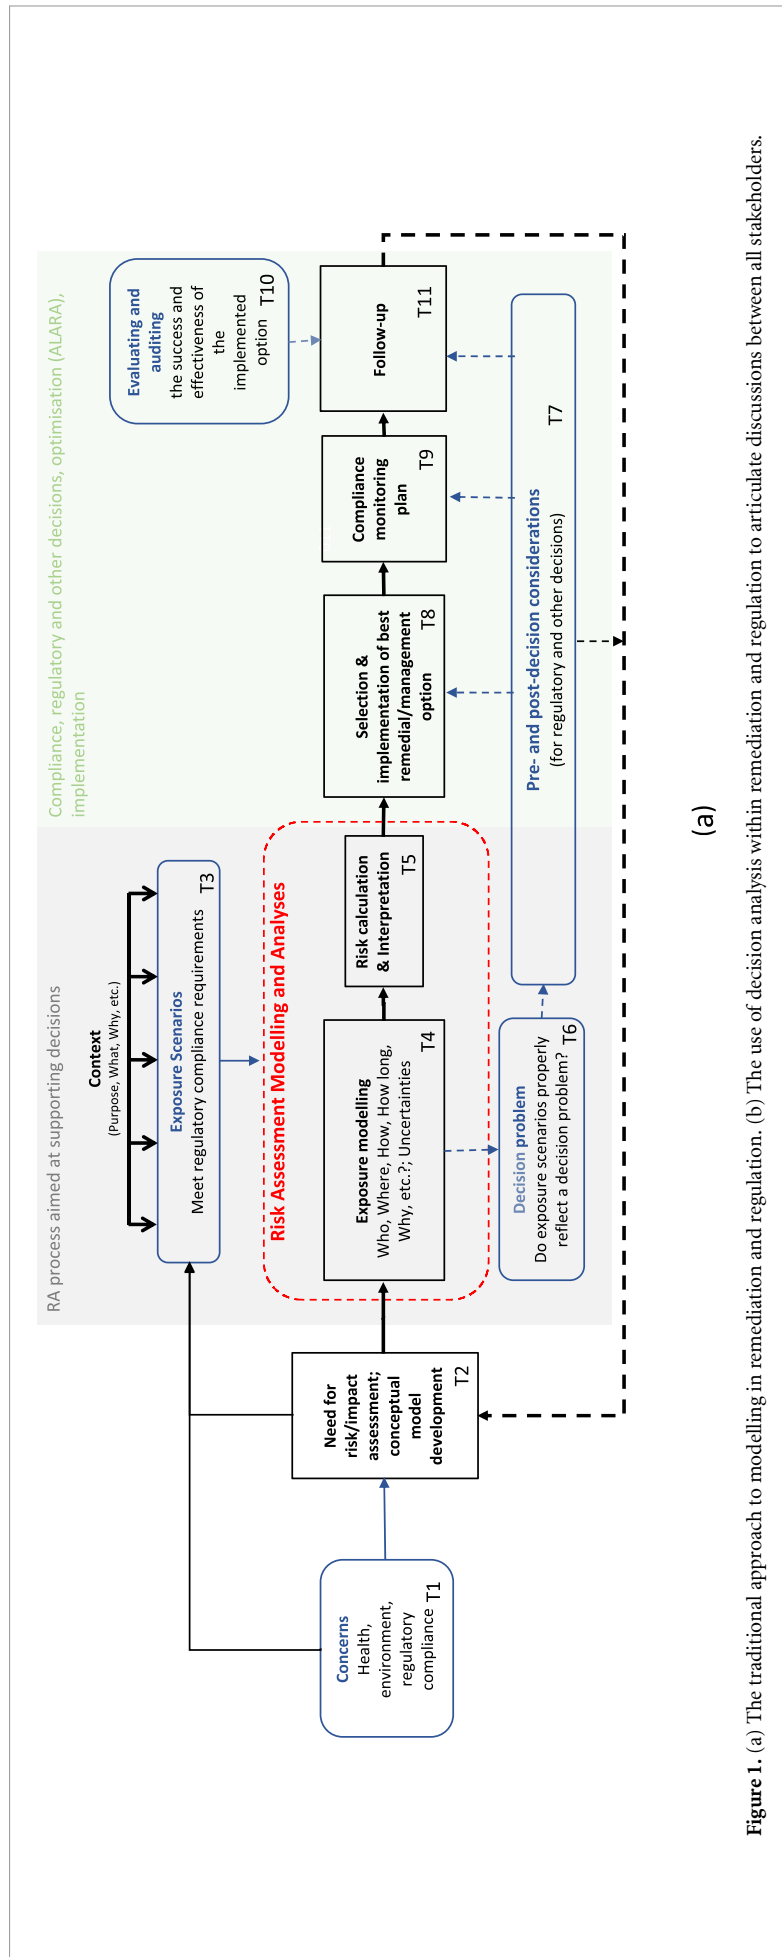 RA process aimed at supporting decisions
Compliance, regulatory and other decisions, optimisation (ALARA),
implementation
Context
(Purpose, What, Why, etc.)
Exposure Scenarios
Meet regulatory compliance requirements
T3
Risk Assessment Modelling and Analyses
Concerns
Health,
environment,
regulatory
compliance
T1
Need for
risk/impact
assessment;
conceptual
model
development
T2
Exposure modelling
Who, Where, How, How long,
Why, etc.?; Uncertainties
T4
Risk calculation
& Interpretation
T5
Decision problem
Do exposure scenarios properly
reflect a decision problem?
T6
Pre- and post-decision considerations
(for regulatory and other decisions)
T7
Selection &
implementation of best
remedial/management
option
T8
Compliance
monitoring
plan
T9
Evaluating and
auditing
the success and
effectiveness of
the
implemented
option
T10
Follow-up
T11
(a)
Figure 1. (a) The traditional approach to modelling in remediation and regulation. (b) The use of decision analysis within remediation and regulation to articulate discussions between all stakeholders.